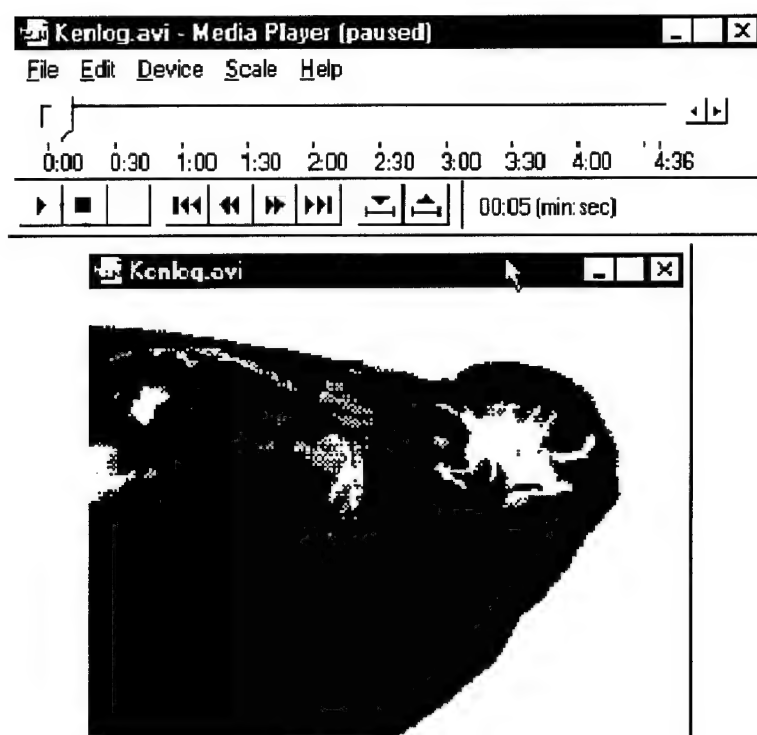 Kenlog.avi - Media Player (paused)
File Edit Device Scale Help
0:00 0:30 1:00 1:30 2:00 2:30 3:00 3:30 4:00 4:36
00:05 (min:sec)
Kenlog.avi